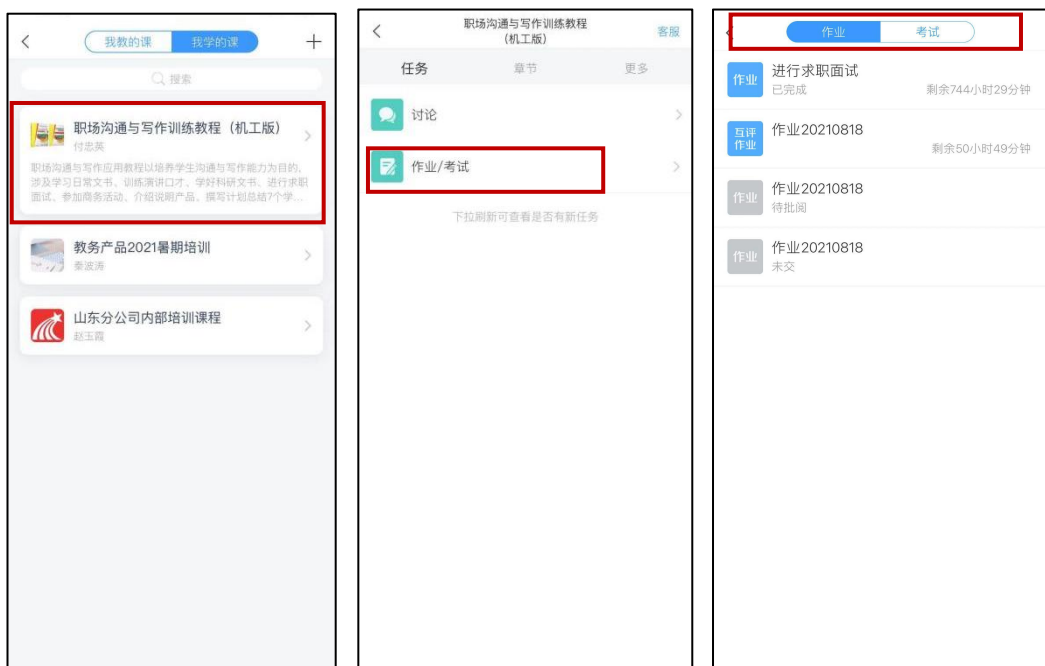 我教的课
我学的课
搜索
职场沟通与写作训练教程（机工版）
付忠英
职场沟通与写作应用教程以培养学生沟通与写作能力为目的，
涉及学习日常文书、训练演讲口才、学好科研文书、进行求职
面试、参加商务活动、介绍说明产品、撰写计划总结7个学...
教务产品2021暑期培训
秦波涛
山东分公司内部培训课程
赵玉霞
职场沟通与写作训练教程
（机工版）
客服
任务
章节
更多
讨论
作业/考试
下拉刷新可查看是否有新任务
作业
考试
作业
进行求职面试
已完成
剩余744小时29分钟
互评
作业
作业20210818
剩余50小时49分钟
作业
作业20210818
待批阅
作业
作业20210818
未交